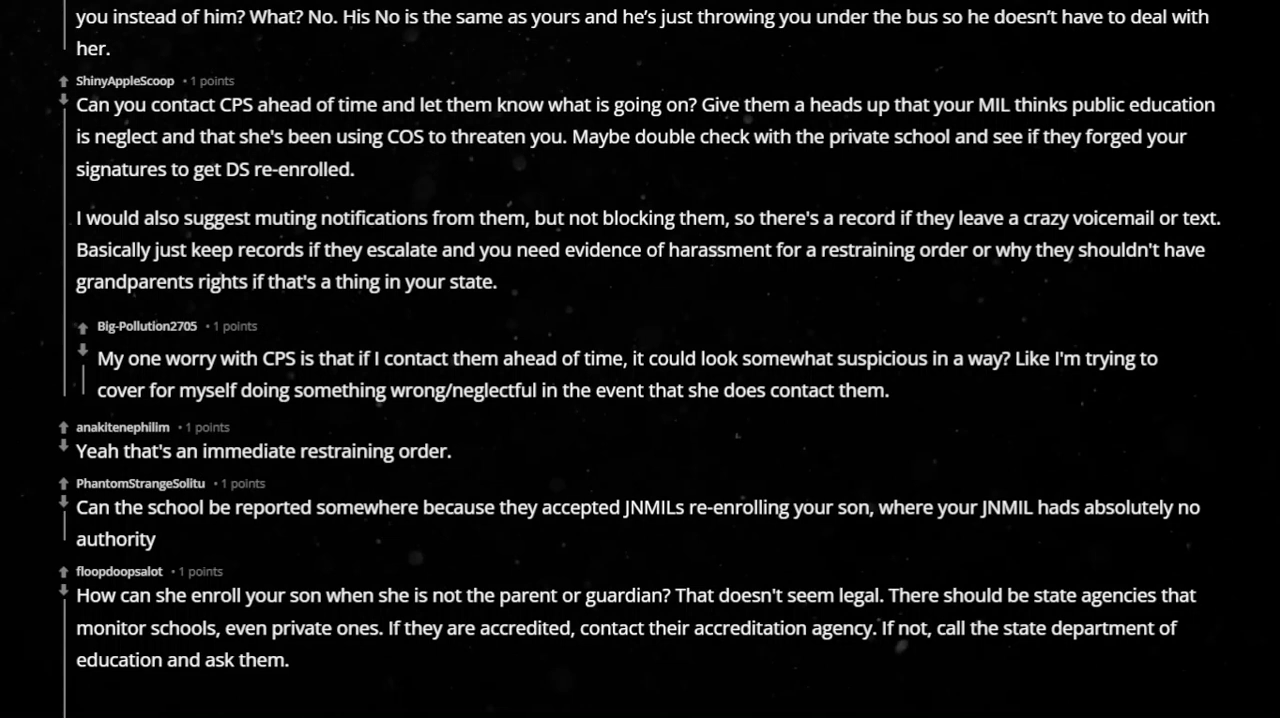 you instead of him? What? No. His No is the same as yours and he’s just throwing you under the bus so he doesn’t have to deal with
her.
ShinyAppleScoop • 1 points
Can you contact CPS ahead of time and let them know what is going on? Give them a heads up that your MIL thinks public education
is neglect and that she's been using COS to threaten you. Maybe double check with the private school and see if they forged your
signatures to get DS re-enrolled.
I would also suggest muting notifications from them, but not blocking them, so there's a record if they leave a crazy voicemail or text.
Basically just keep records if they escalate and you need evidence of harassment for a restraining order or why they shouldn't have
grandparents rights if that's a thing in your state.
Big-Pollution2705 • 1 points
My one worry with CPS is that if I contact them ahead of time, it could look somewhat suspicious in a way? Like I'm trying to
cover for myself doing something wrong/neglectful in the event that she does contact them.
anakitenephilim • 1 points
Yeah that's an immediate restraining order.
PhantomStrangeSolitu • 1 points
Can the school be reported somewhere because they accepted JNMILs re-enrolling your son, where your JNMIL hads absolutely no
authority
floopdoopsalot • 1 points
How can she enroll your son when she is not the parent or guardian? That doesn't seem legal. There should be state agencies that
monitor schools, even private ones. If they are accredited, contact their accreditation agency. If not, call the state department of
education and ask them.